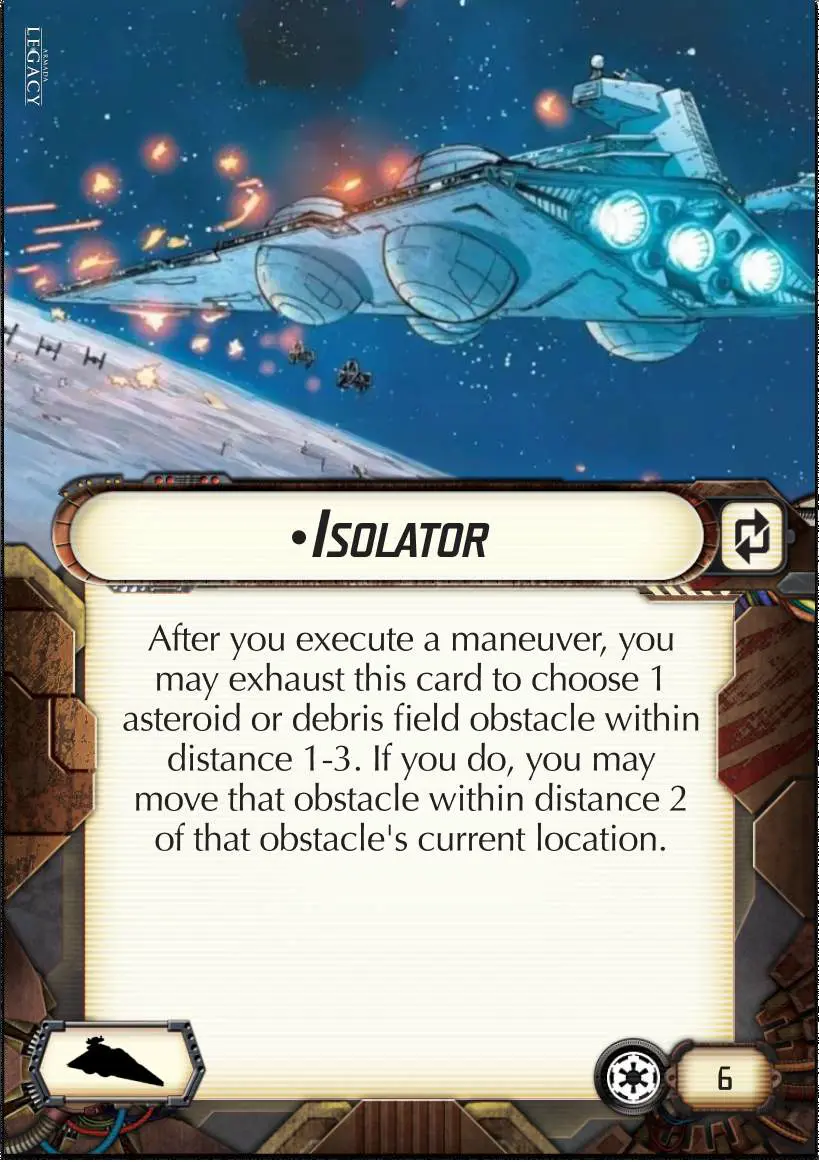 ARMADA
LEGACY
•ISOLATOR
After you execute a maneuver, you
may exhaust this card to choose 1
asteroid or debris field obstacle within
distance 1-3. If you do, you may
move that obstacle within distance 2
of that obstacle's current location.
6